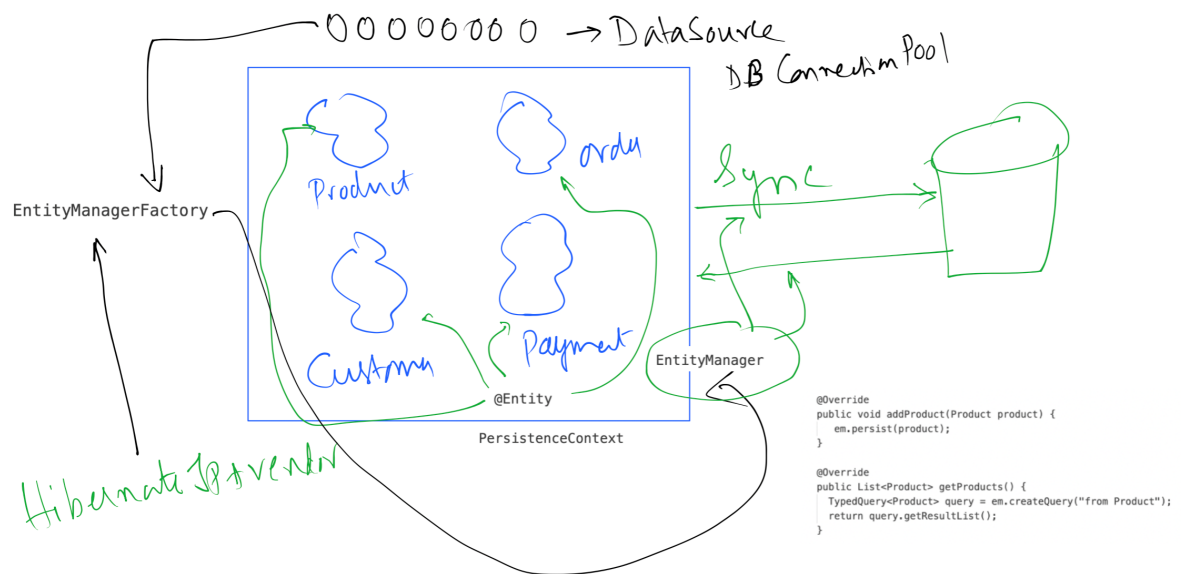 00000000 → DataSource
DB Connection Pool
Product
order
Sync
EntityManagerFactory
Customer
Payment
EntityManager
@Entity
PersistenceContext
Hibernate JPA vendor
@Override
public void addProduct(Product product) {
em.persist(product);
}
@Override
public List<Product> getProducts() {
TypedQuery<Product> query = em.createQuery("from Product");
return query.getResultList();
}